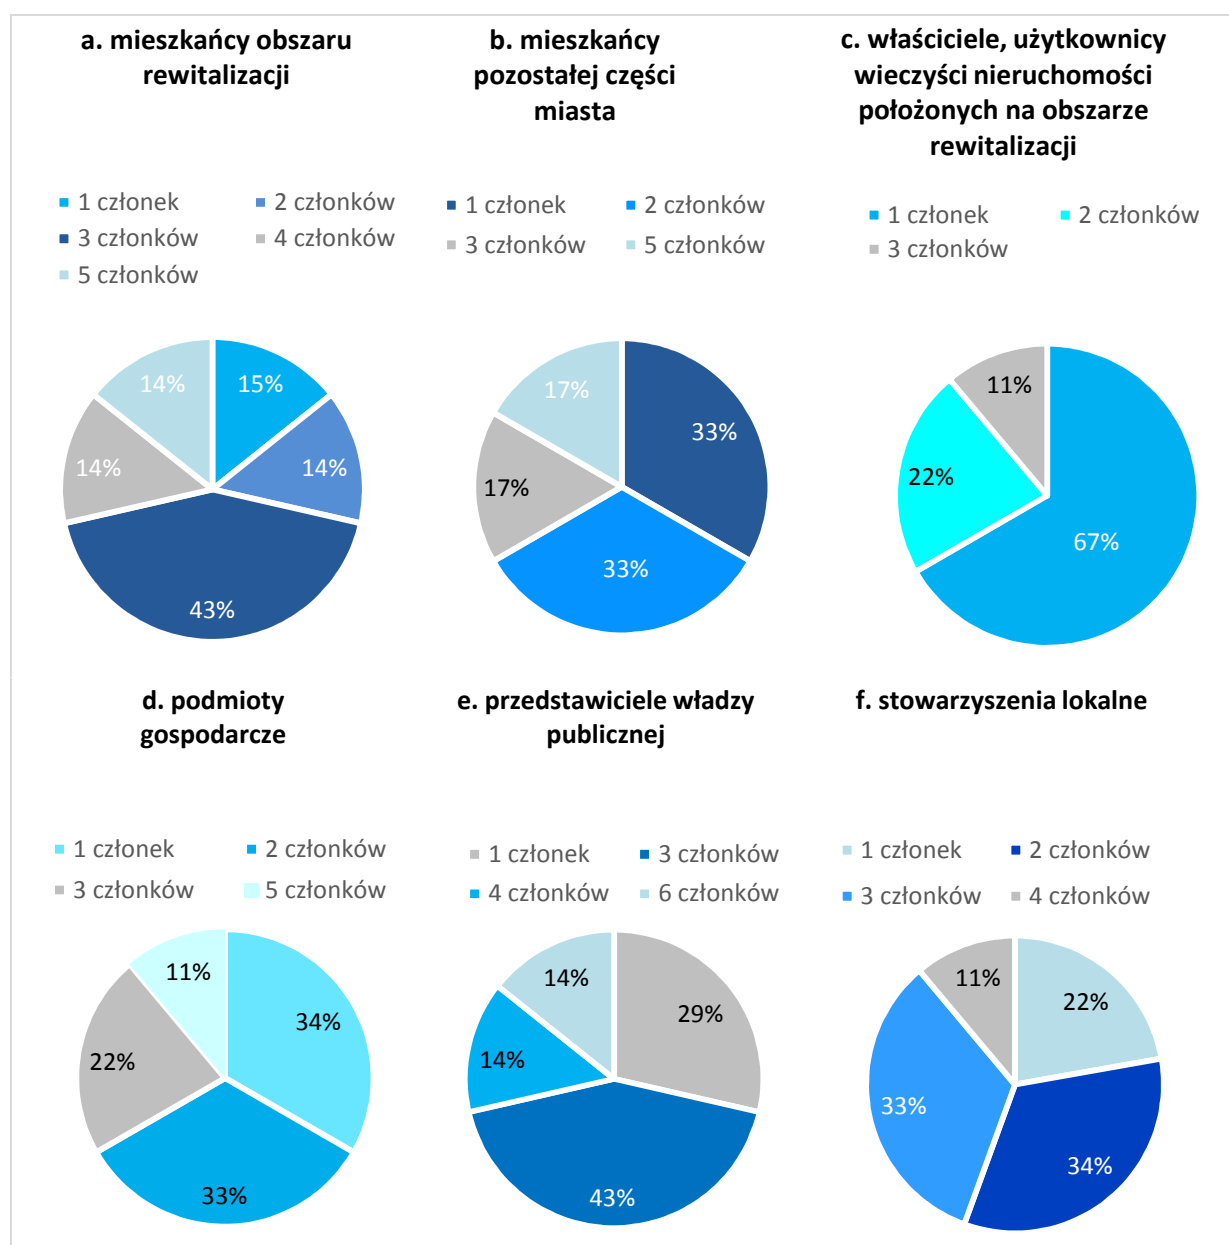 a. mieszkańcy obszaru
rewitalizacji
1 członek
2 członków
3 członków
4 członków
5 członków
14%
15%
14%
14%
43%
b. mieszkańcy
pozostałej części
miasta
1 członek
2 członków
3 członków
5 członków
17%
33%
17%
33%
c. właściciele, użytkownicy
wieczyści nieruchomości
położonych na obszarze
rewitalizacji
1 członek
2 członków
3 członków
11%
22%
67%
d. podmioty
gospodarcze
1 członek
2 członków
3 członków
5 członków
11%
34%
22%
33%
e. przedstawiciele władzy
publicznej
1 członek
3 członków
4 członków
6 członków
14%
29%
14%
43%
f. stowarzyszenia lokalne
1 członek
2 członków
3 członków
4 członków
11%
22%
33%
34%